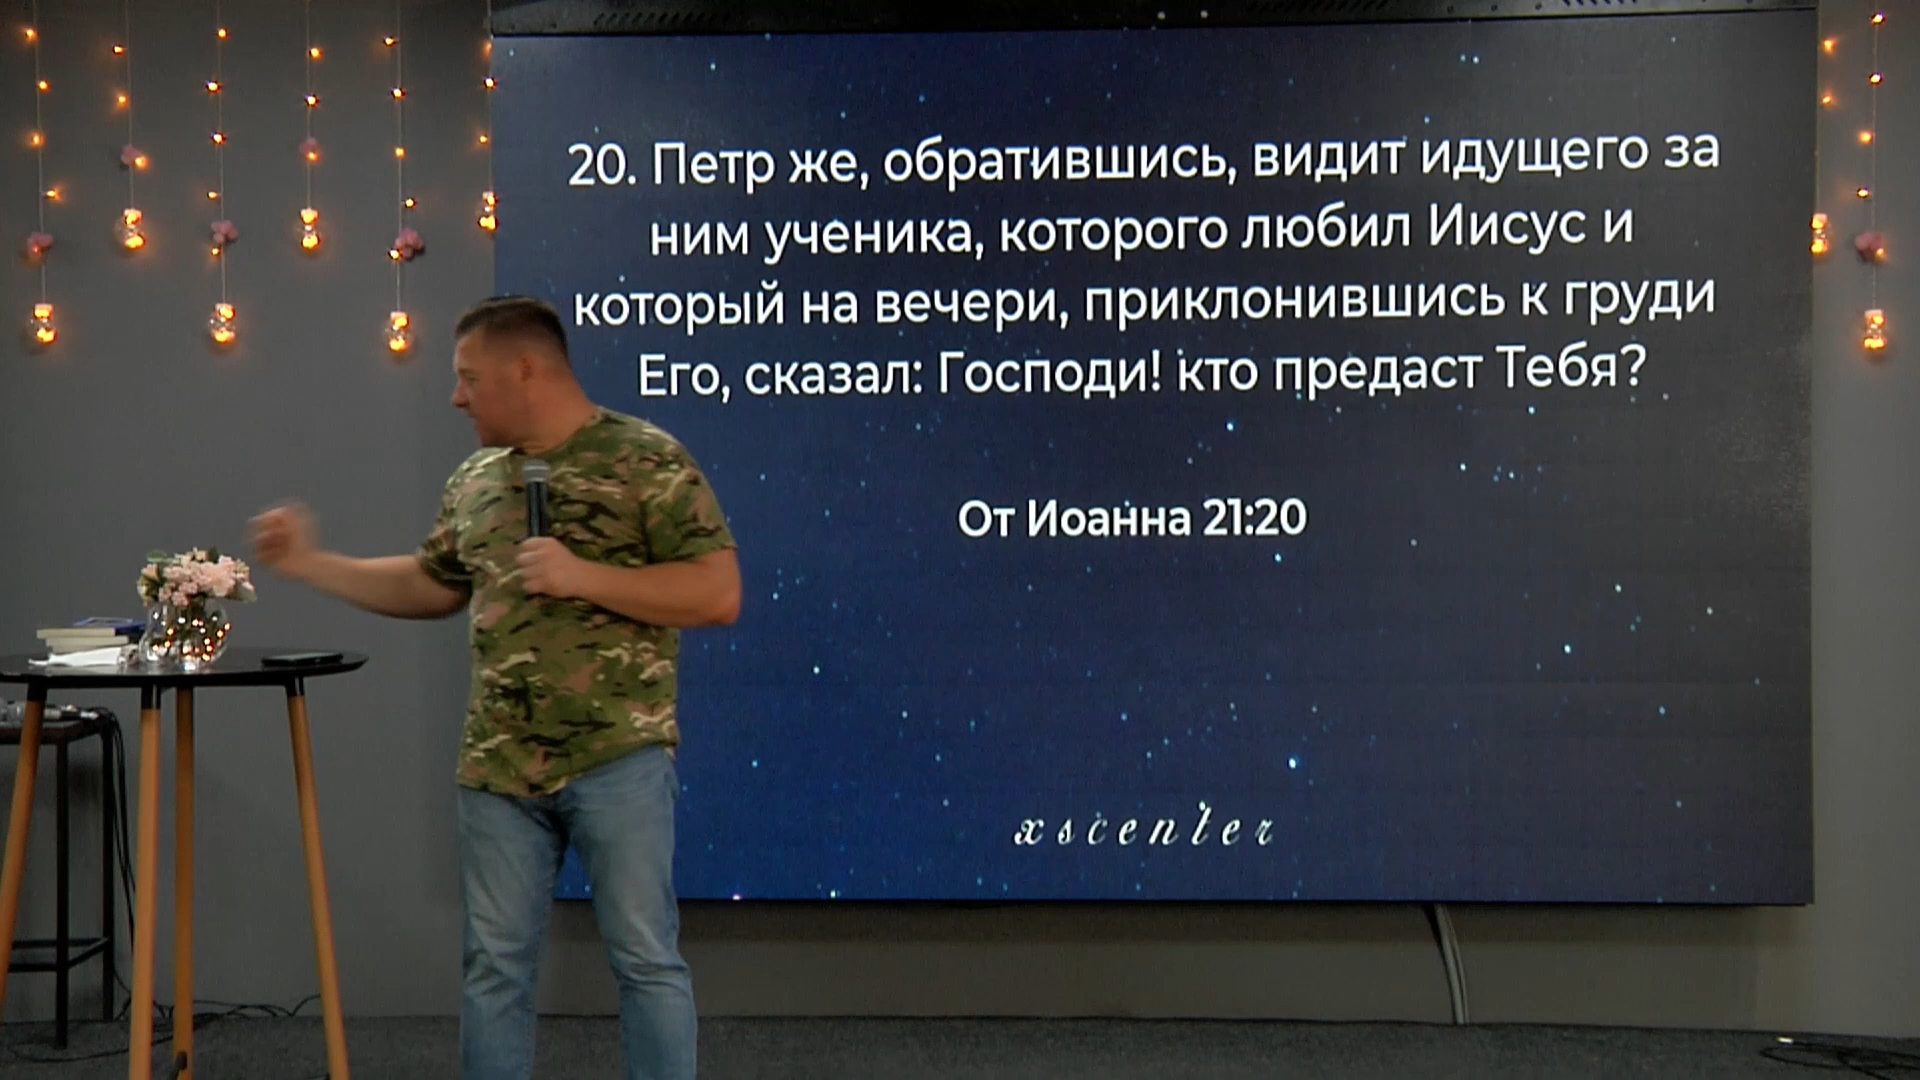 20. Петр же, обратившись, видит идущего за
ним ученика, которого любил Иисус и
который на вечери, приклонившись к груди
Его, сказал: Господи! кто предаст Тебя?
От Иоанна 21:20
xscenter